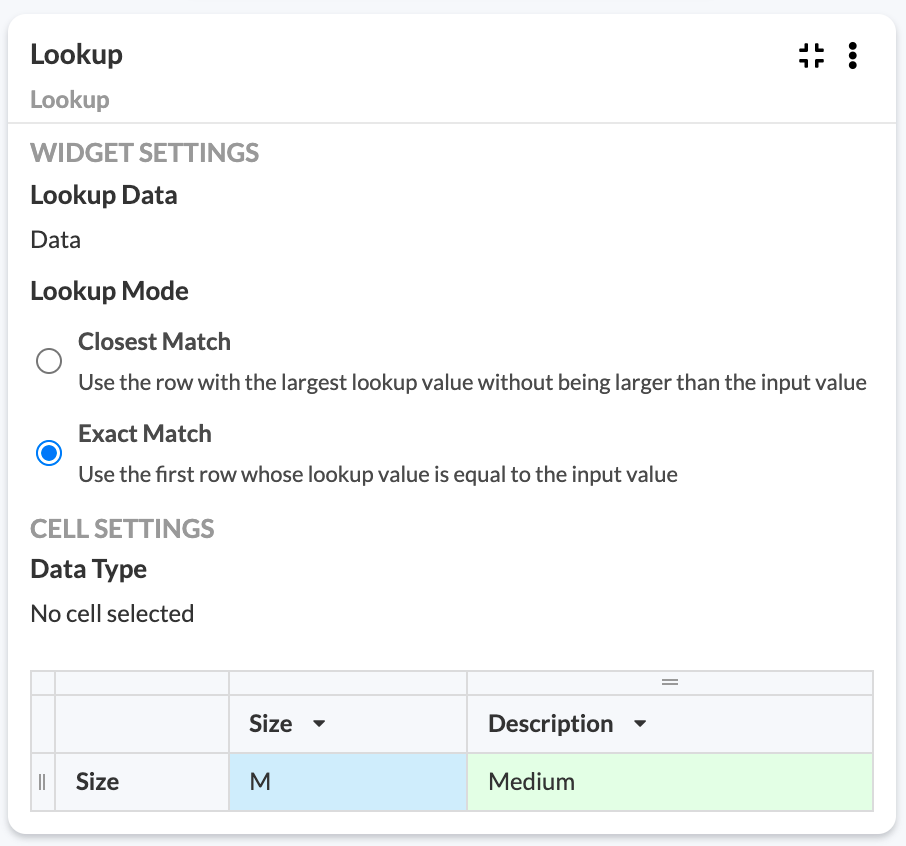 Lookup
Lookup
WIDGET SETTINGS
Lookup Data
Data
Lookup Mode
Closest Match
Use the row with the largest lookup value without being larger than the input value
Exact Match
Use the first row whose lookup value is equal to the input value
CELL SETTINGS
Data Type
No cell selected
Size Description
Size M Medium